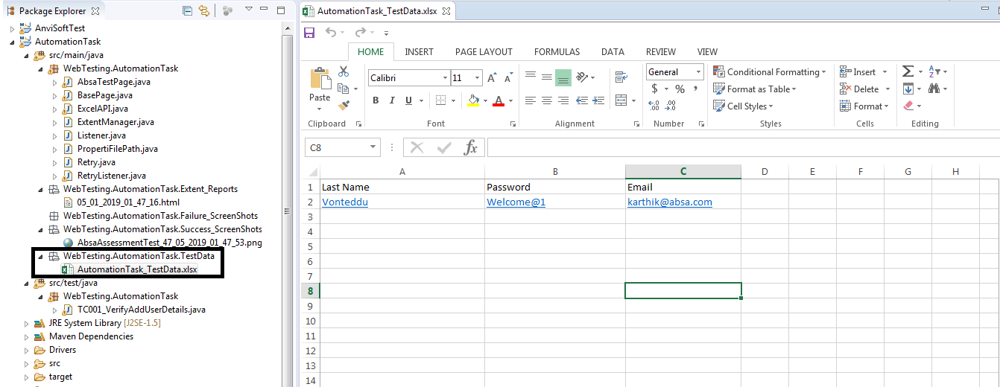 Package Explorer
AnviSoftTest
AutomationTask
src/main/java
WebTesting.AutomationTask
AbsaTestPage.java
BasePage.java
ExcelAPI.java
ExtentManager.java
Listener.java
PropertiFilePath.java
Retry.java
RetryListener.java
WebTesting.AutomationTask.Extent_Reports
05_01_2019_01_47_16.html
WebTesting.AutomationTask.Failure_ScreenShots
WebTesting.AutomationTask.Success_ScreenShots
AbsaAssessmentTest_47_05_2019_01_47_53.png
WebTesting.AutomationTask.TestData
AutomationTask_TestData.xlsx
src/test/java
WebTesting.AutomationTask
TC001_VerifyAddUserDetails.java
JRE System Library [J2SE-1.5]
Maven Dependencies
Drivers
src
target
AutomationTask_TestData.xlsx
HOME INSERT PAGE LAYOUT FORMULAS DATA REVIEW VIEW
Paste
Clipboard
Calibri 11 A A
B I U A
Font
Alignment
General
$ % ,
.00 .0
Number
Conditional Formatting
Format as Table
Cell Styles
Styles
Insert
Delete
Format
Cells
Σ A Z
Editing
C8 fx
A B C D E F G H
1 Last Name Password Email
2 Vonteddu Welcome@1 karthik@absa.com
3
4
5
6
7
8
9
10
11
12
13
14